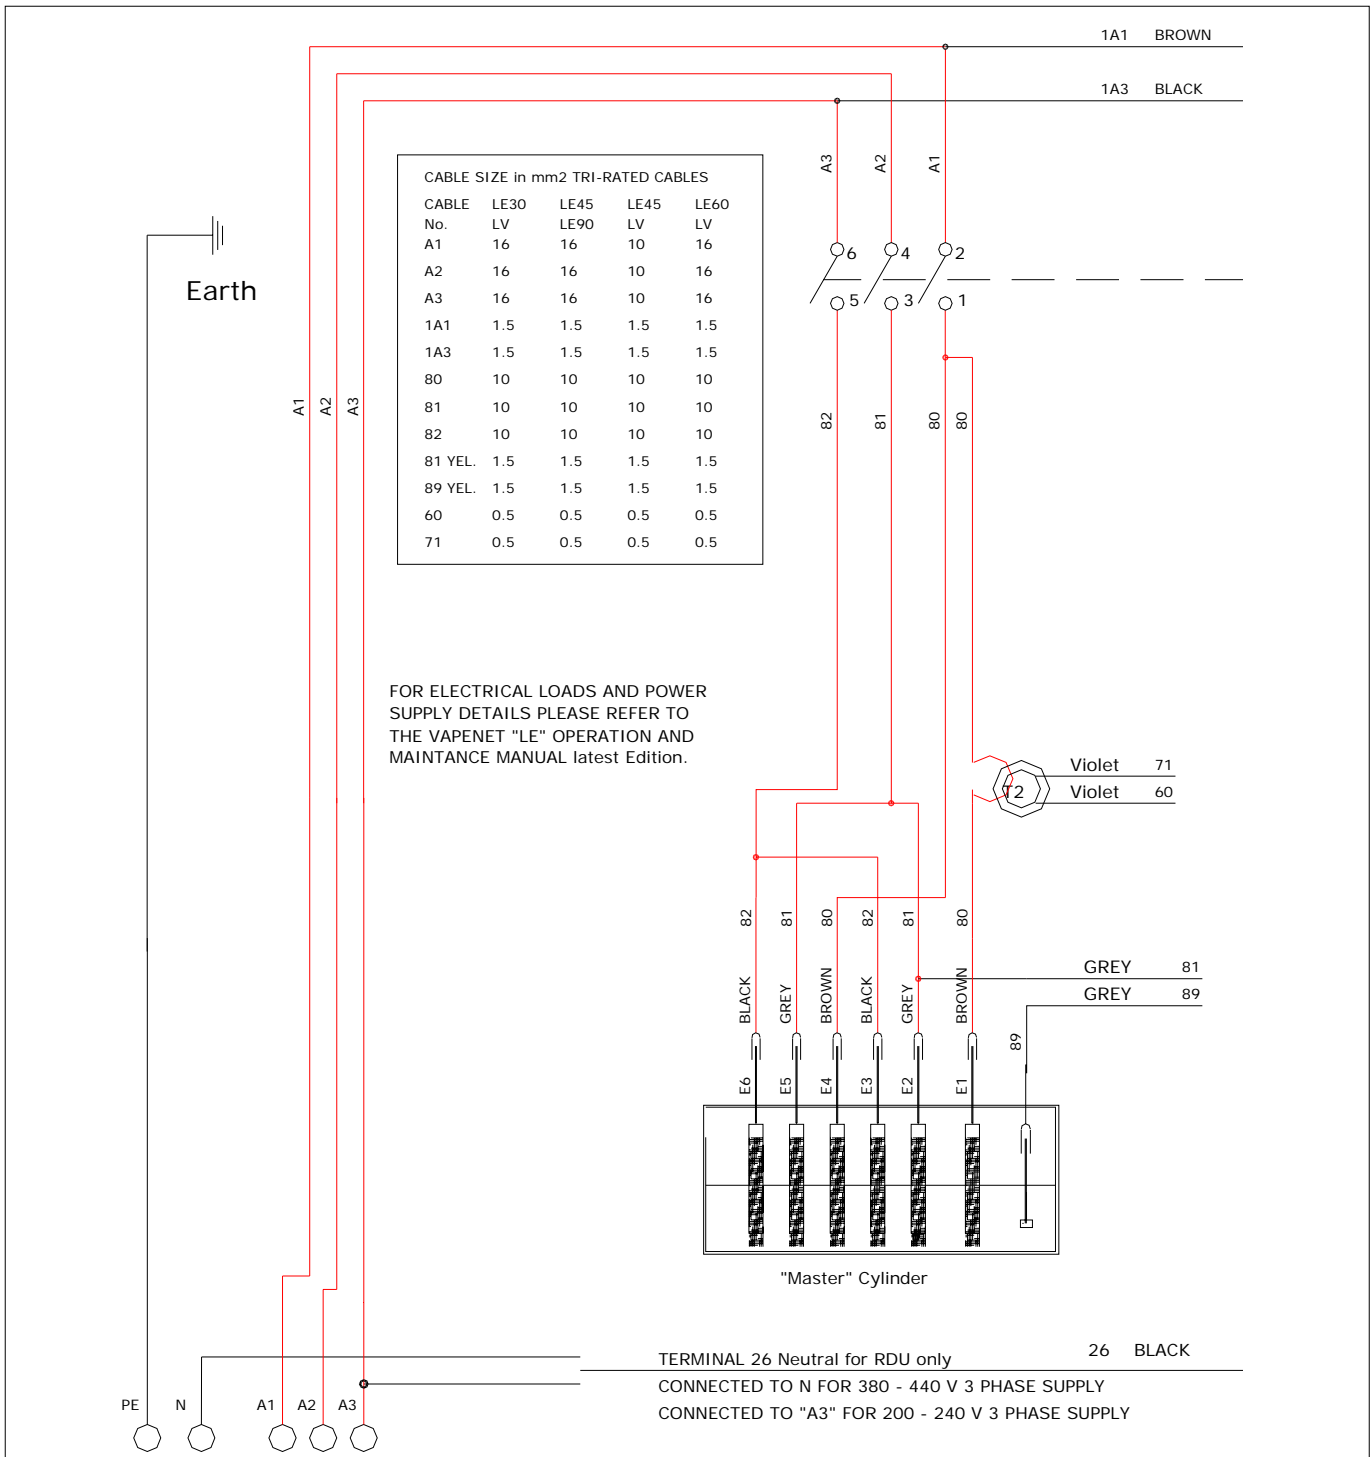 1A1 BROWN
1A3 BLACK
A3 A2 A1
CABLE SIZE in mm2 TRI-RATED CABLES
CABLE LE30 LE45 LE45 LE60
No. LV LE90 LV LV
A1 16 16 10 16
A2 16 16 10 16
A3 16 16 10 16
1A1 1.5 1.5 1.5 1.5
1A3 1.5 1.5 1.5 1.5
80 10 10 10 10
81 10 10 10 10
82 10 10 10 10
81 YEL. 1.5 1.5 1.5 1.5
89 YEL. 1.5 1.5 1.5 1.5
60 0.5 0.5 0.5 0.5
71 0.5 0.5 0.5 0.5
6 4 2
5 3 1
Earth
A1 A2 A3
82 81 80 80
FOR ELECTRICAL LOADS AND POWER
SUPPLY DETAILS PLEASE REFER TO
THE VAPENET "LE" OPERATION AND
MAINTANCE MANUAL latest Edition.
Violet 71
T2
Violet 60
82 81 80 82 81 80
GREY 81
GREY 89
BLACK GREY BROWN BLACK GREY BROWN
89
E6 E5 E4 E3 E2 E1
"Master" Cylinder
TERMINAL 26 Neutral for RDU only
26 BLACK
CONNECTED TO N FOR 380 - 440 V 3 PHASE SUPPLY
CONNECTED TO "A3" FOR 200 - 240 V 3 PHASE SUPPLY
PE N A1 A2 A3